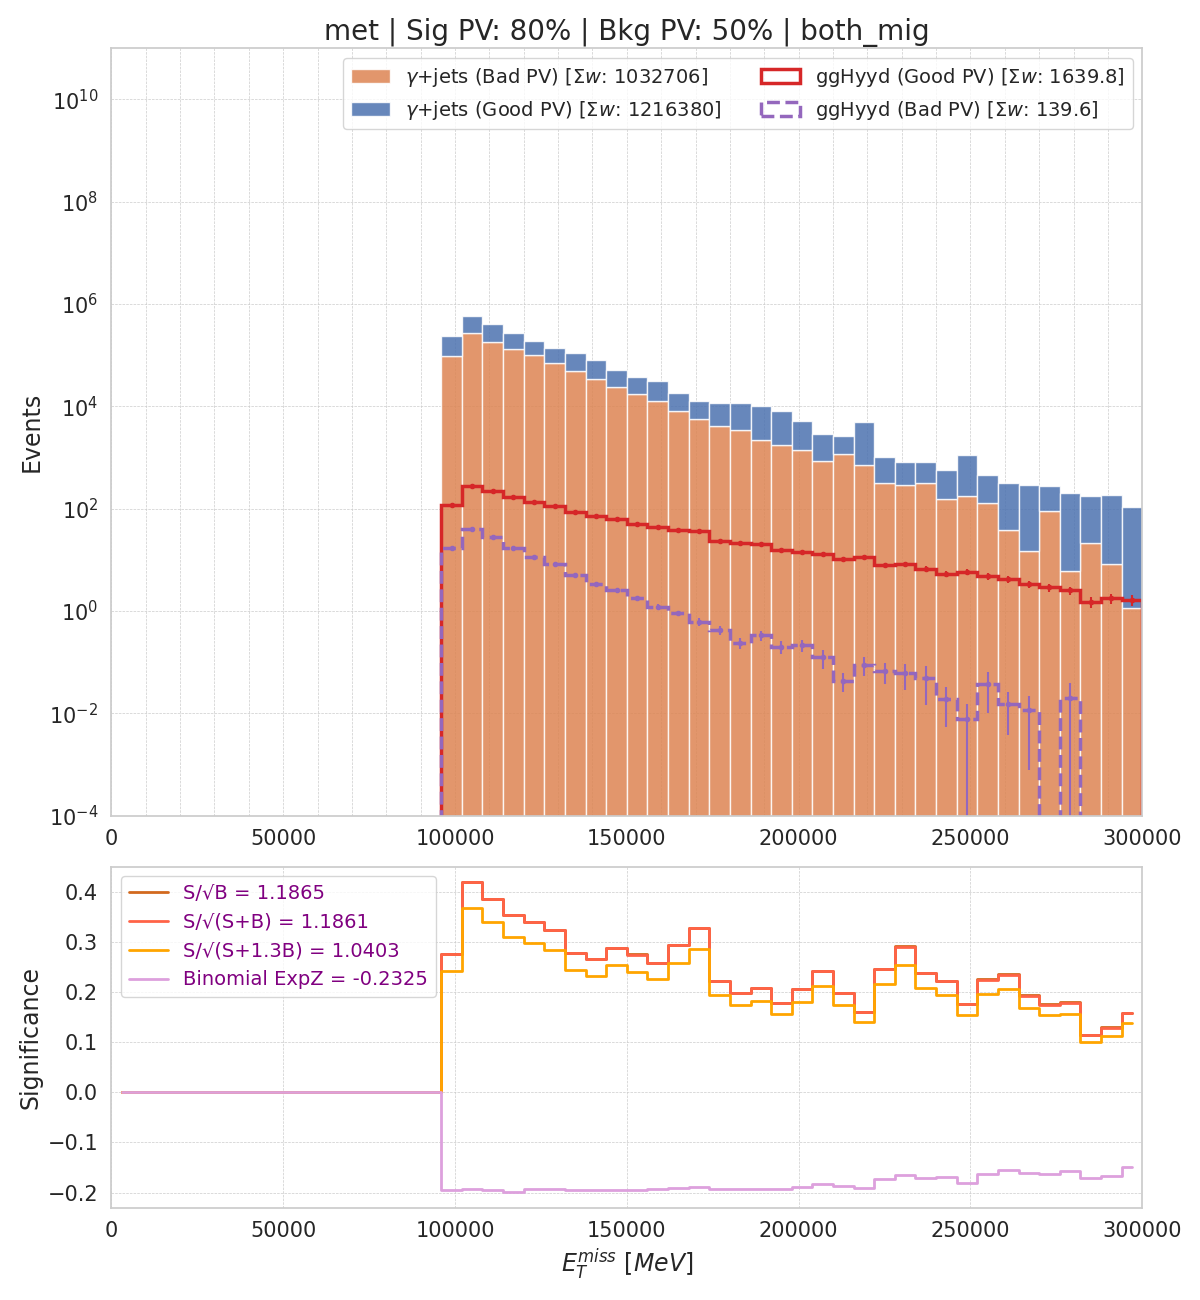 met | Sig PV: 80% | Bkg PV: 50% | both_mig
γ+jets (Bad PV) [Σw: 1032706]
γ+jets (Good PV) [Σw: 1216380]
ggHyyd (Good PV) [Σw: 1639.8]
ggHyyd (Bad PV) [Σw: 139.6]
Events
10^10
10^8
10^6
10^4
10^2
10^0
10^−2
10^−4
0 50000 100000 150000 200000 250000 300000
S/√B = 1.1865
S/√(S+B) = 1.1861
S/√(S+1.3B) = 1.0403
Binomial ExpZ = -0.2325
Significance
0.4
0.3
0.2
0.1
0.0
−0.1
−0.2
0 50000 100000 150000 200000 250000 300000
E_T^miss [MeV]